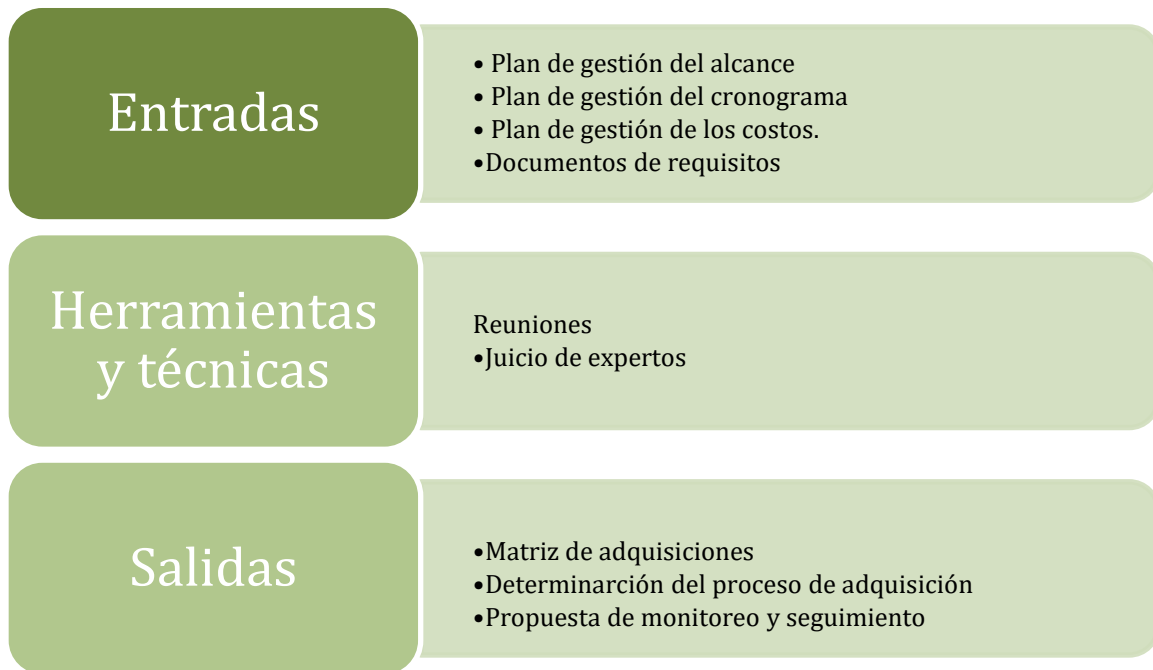 Entradas
• Plan de gestión del alcance
• Plan de gestión del cronograma
• Plan de gestión de los costos.
•Documentos de requisitos
Herramientas
y técnicas
Reuniones
•Juicio de expertos
Salidas
•Matriz de adquisiciones
•Determinarción del proceso de adquisición
•Propuesta de monitoreo y seguimiento